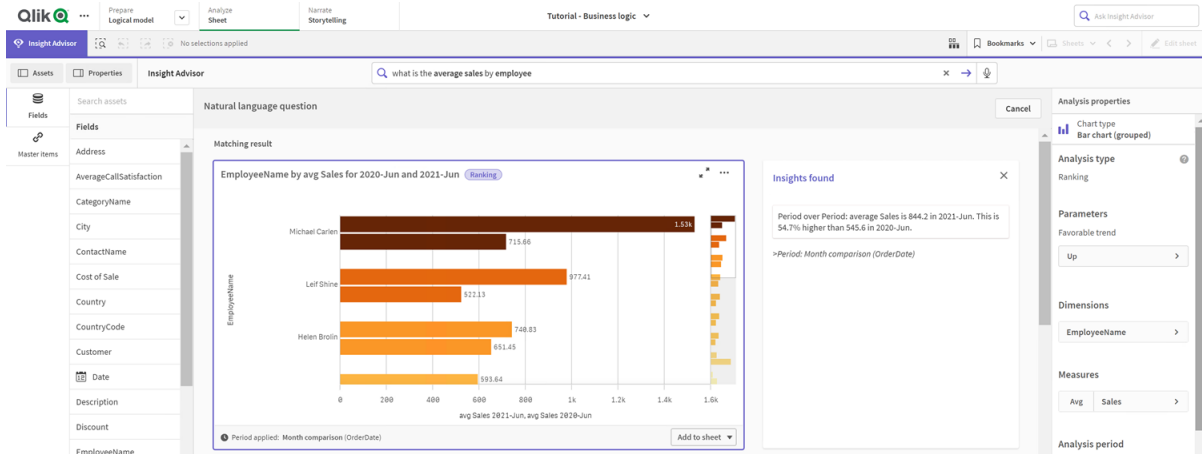 Qlik
Prepare
Logical model
Analyze
Sheet
Narrate
Storytelling
Tutorial - Business logic
Ask Insight Advisor
Insight Advisor
No selections applied
Bookmarks
Sheets
Edit sheet
Assets
Properties
Insight Advisor
what is the average sales by employee
Fields
Master items
Search assets
Fields
Address
AverageCallSatisfaction
CategoryName
City
ContactName
Cost of Sale
Country
CountryCode
Customer
Date
Description
Discount
EmployeeName
Natural language question
Cancel
Matching result
EmployeeName by avg Sales for 2020-Jun and 2021-Jun
Ranking
EmployeeName
Michael Carlen
1.53k
715.66
Leif Shine
977.41
522.13
Helen Brolin
740.83
651.45
593.64
0 200 400 600 800 1k 1.2k 1.4k 1.6k
avg Sales 2021-Jun, avg Sales 2020-Jun
Period applied: Month comparison (OrderDate)
Add to sheet
Insights found
Period over Period: average Sales is 844.2 in 2021-Jun. This is
54.7% higher than 545.6 in 2020-Jun.
>Period: Month comparison (OrderDate)
Analysis properties
Chart type
Bar chart (grouped)
Analysis type
Ranking
Parameters
Favorable trend
Up
Dimensions
EmployeeName
Measures
Avg Sales
Analysis period